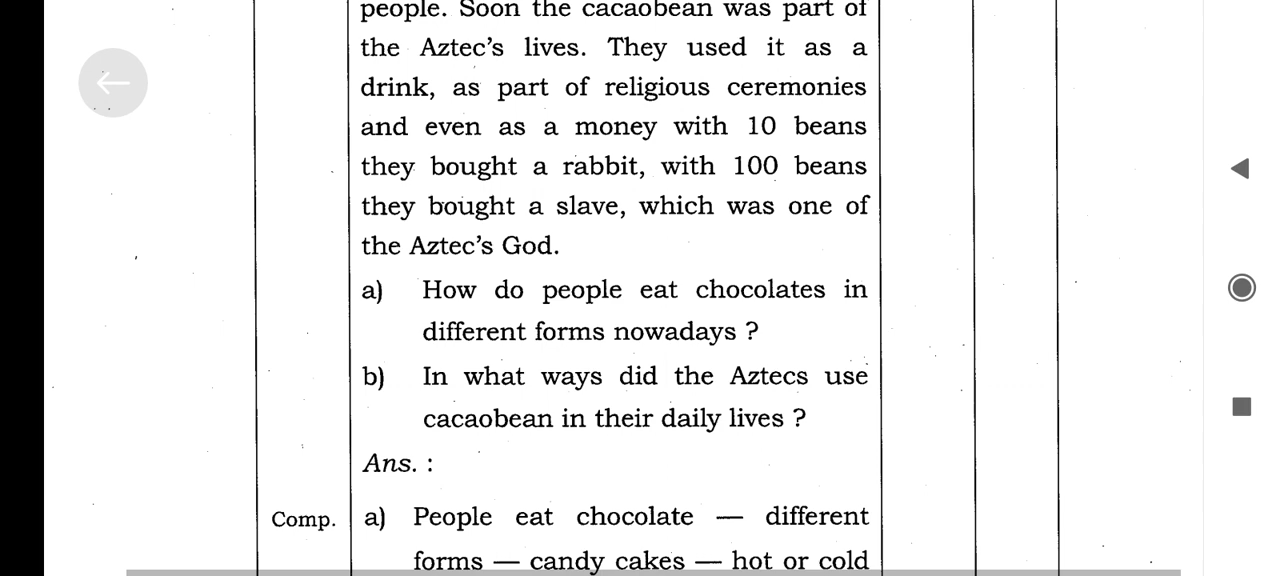 people. Soon the cacaobean was part of
the Aztec's lives. They used it as a
drink, as part of religious ceremonies
and even as a money with 10 beans
they bought a rabbit, with 100 beans
they bought a slave, which was one of
the Aztec's God.
a) How do people eat chocolates in
different forms nowadays ?
b) In what ways did the Aztecs use
cacaobean in their daily lives ?
Ans. :
Comp. a) People eat chocolate — different
forms — candy cakes — hot or cold